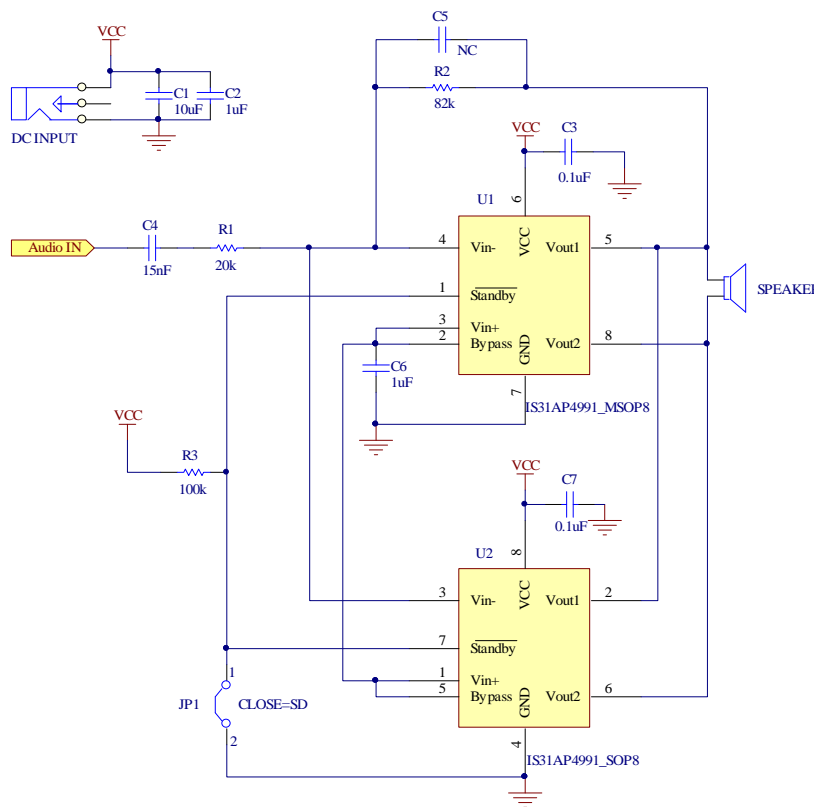 VCC
C5
NC
R2
82k
C1
10uF
C2
1uF
DC INPUT
VCC
C3
0.1uF
U1
6
Audio IN
C4
15nF
R1
20k
4
Vin-
VCC
Vout1
5
1
Standby
SPEAKER
3
Vin+
2
Bypass
GND
Vout2
8
C6
1uF
7
IS31AP4991_MSOP8
VCC
R3
100k
VCC
C7
0.1uF
U2
8
3
Vin-
VCC
Vout1
2
7
Standby
1
Vin+
5
Bypass
GND
Vout2
6
1
JP1
CLOSE=SD
2
4
IS31AP4991_SOP8